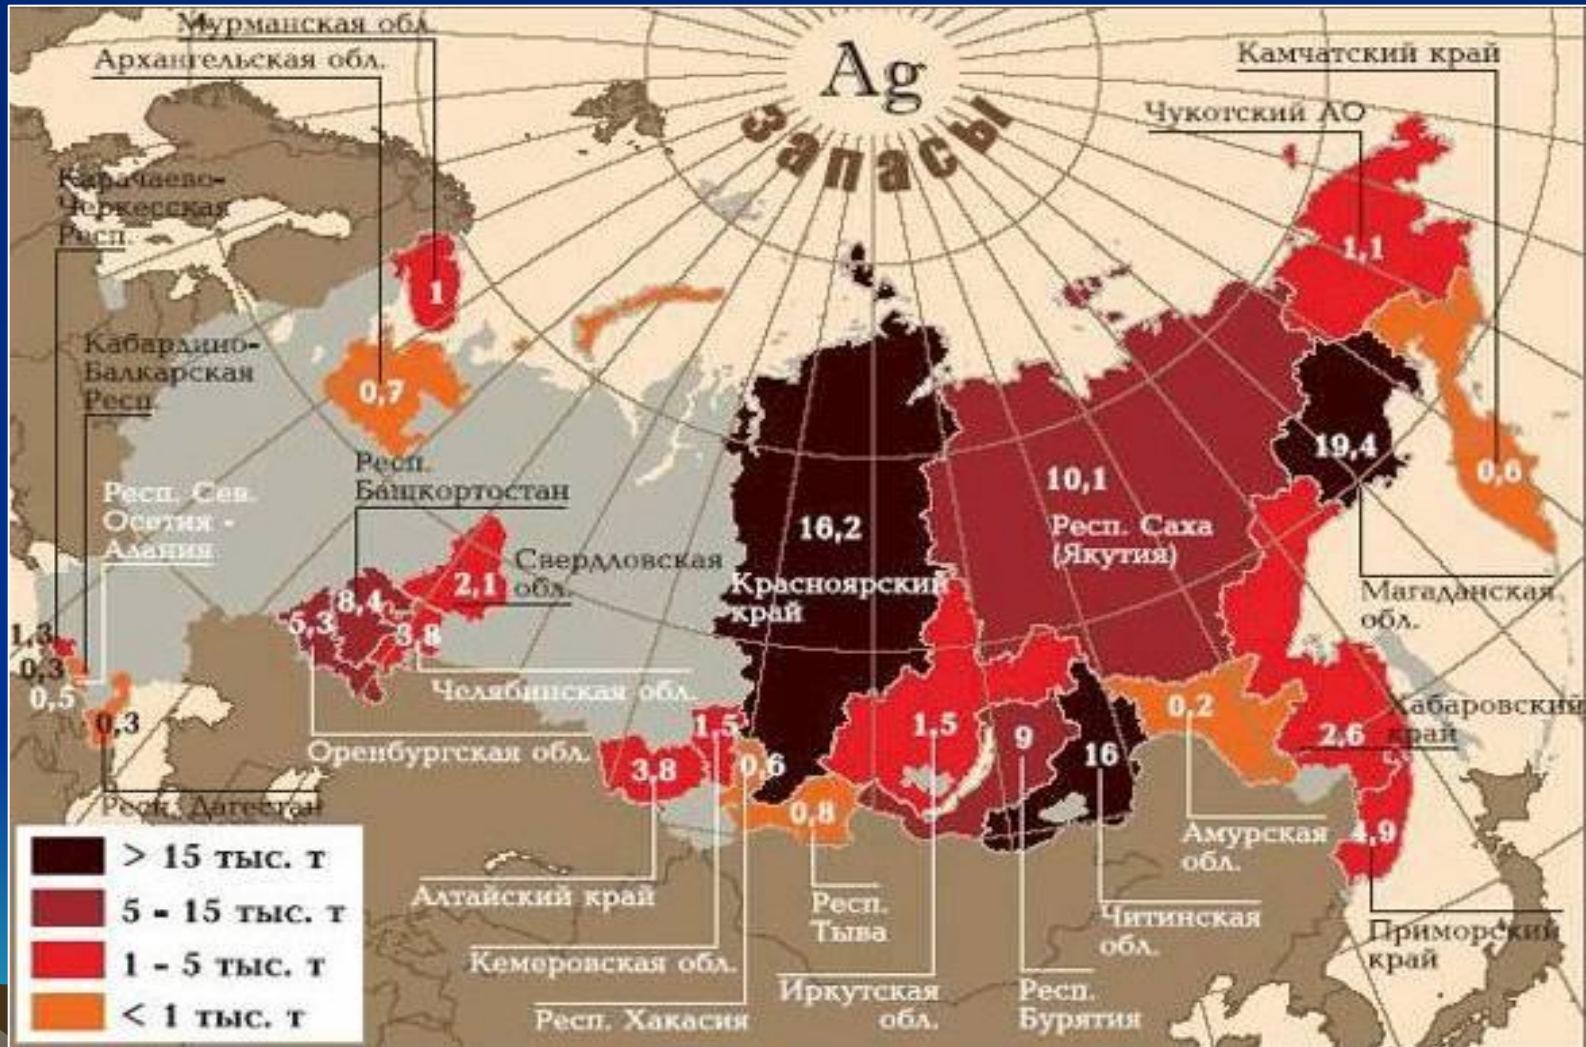 Мурманская обл.
Архангельская обл.
Ag
запасы
Камчатский край
Чукотский АО
Карачаево-
Черкесская
Респ.
1,1
1
Кабардино-
Балкарская
Респ.
0,7
19,4
0,6
Респ.
Башкортостан
10,1
Респ. Саха
(Якутия)
Респ. Сев.
Осетия -
Алания
16,2
Красноярский
край
Свердловская
обл.
2,1
8,4
5,3
3,8
Магаданская
обл.
1,3
0,3
0,5
0,3
Челябинская обл.
Оренбургская обл.
1,5
3,8
0,6
0,8
1,5
9
16
0,2
2,6
Хабаровский
край
4,9
Респ. Дагестан
> 15 тыс. т
5 - 15 тыс. т
1 - 5 тыс. т
< 1 тыс. т
Алтайский край
Кемеровская обл.
Респ. Хакасия
Респ.
Тыва
Иркутская
обл.
Респ.
Бурятия
Читинская
обл.
Амурская
обл.
Приморский
край